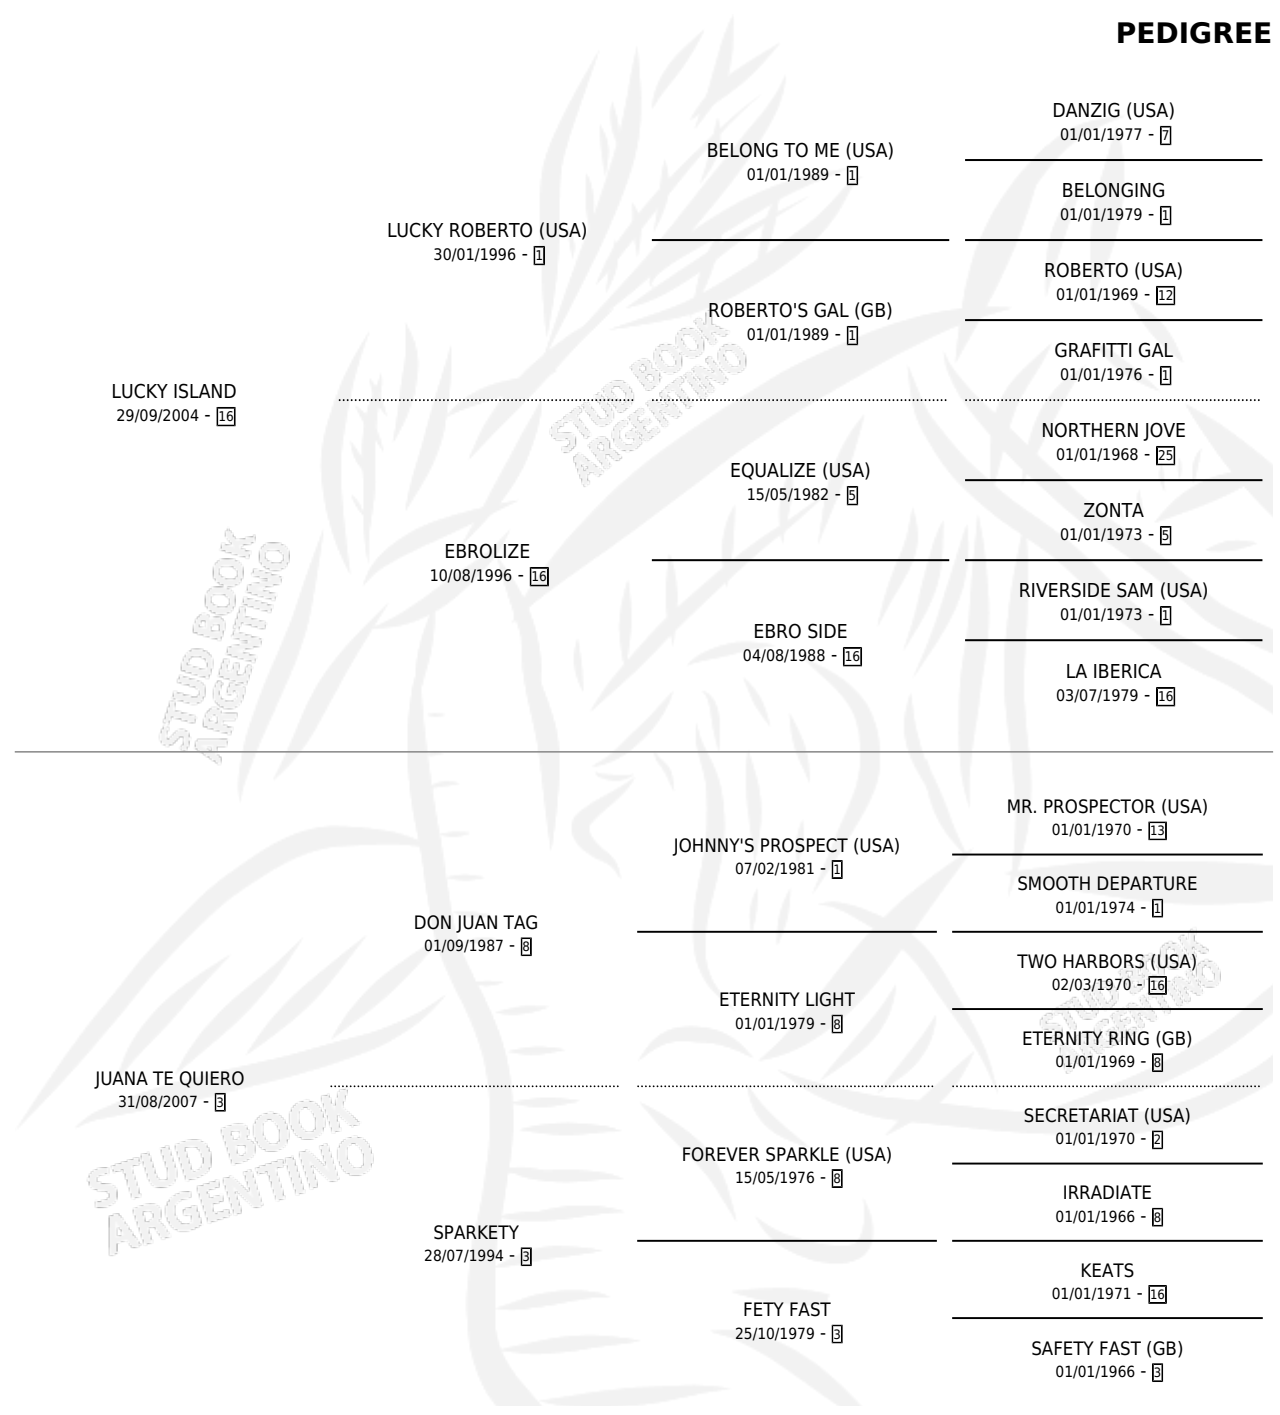 PEDIGREE
DANZIG (USA)
01/01/1977 - 7
BELONG TO ME (USA)
01/01/1989 - 1
BELONGING
01/01/1979 - 1
LUCKY ROBERTO (USA)
30/01/1996 - 1
ROBERTO (USA)
01/01/1969 - 12
ROBERTO'S GAL (GB)
01/01/1989 - 1
GRAFITTI GAL
01/01/1976 - 1
LUCKY ISLAND
29/09/2004 - 16
NORTHERN JOVE
01/01/1968 - 25
EQUALIZE (USA)
15/05/1982 - 5
ZONTA
01/01/1973 - 5
EBROLIZE
10/08/1996 - 16
RIVERSIDE SAM (USA)
01/01/1973 - 1
EBRO SIDE
04/08/1988 - 16
LA IBERICA
03/07/1979 - 16
STUD BOOK
ARGENTINO
STUD BOOK
ARGENTINO
MR. PROSPECTOR (USA)
01/01/1970 - 13
JOHNNY'S PROSPECT (USA)
07/02/1981 - 1
SMOOTH DEPARTURE
01/01/1974 - 1
DON JUAN TAG
01/09/1987 - 8
TWO HARBORS (USA)
02/03/1970 - 16
ETERNITY LIGHT
01/01/1979 - 8
ETERNITY RING (GB)
01/01/1969 - 8
JUANA TE QUIERO
31/08/2007 - 3
SECRETARIAT (USA)
01/01/1970 - 2
FOREVER SPARKLE (USA)
15/05/1976 - 8
IRRADIATE
01/01/1966 - 8
SPARKETY
28/07/1994 - 3
KEATS
01/01/1971 - 16
FETY FAST
25/10/1979 - 3
SAFETY FAST (GB)
01/01/1966 - 3
STUD BOOK
ARGENTINO
STUD BOOK
ARGENTINO